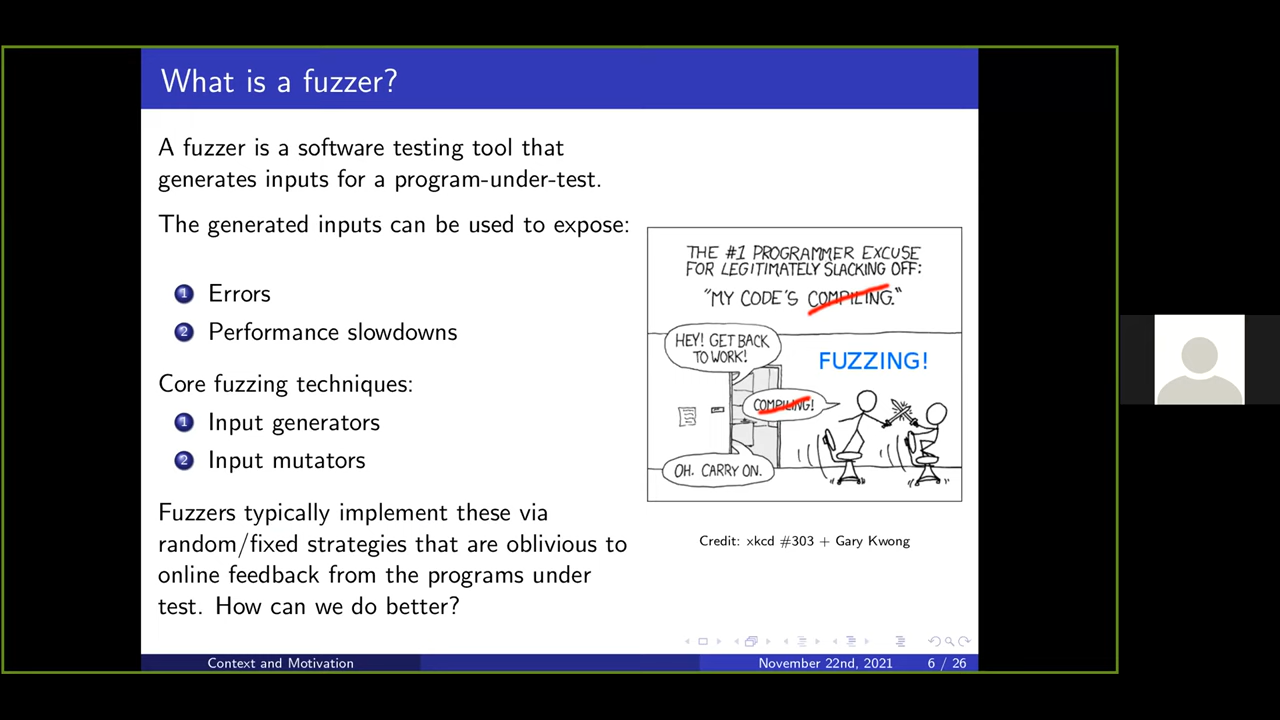 What is a fuzzer?
A fuzzer is a software testing tool that
generates inputs for a program-under-test.
The generated inputs can be used to expose:
1 Errors
2 Performance slowdowns
Core fuzzing techniques:
1 Input generators
2 Input mutators
Fuzzers typically implement these via
random/fixed strategies that are oblivious to
online feedback from the programs under
test. How can we do better?
THE #1 PROGRAMMER EXCUSE
FOR LEGITIMATELY SLACKING OFF:
"MY CODE'S COMPILING."
HEY! GET BACK
TO WORK!
FUZZING!
COMPILING!
OH. CARRY ON.
Credit: xkcd #303 + Gary Kwong
Context and Motivation
November 22nd, 2021
6 / 26